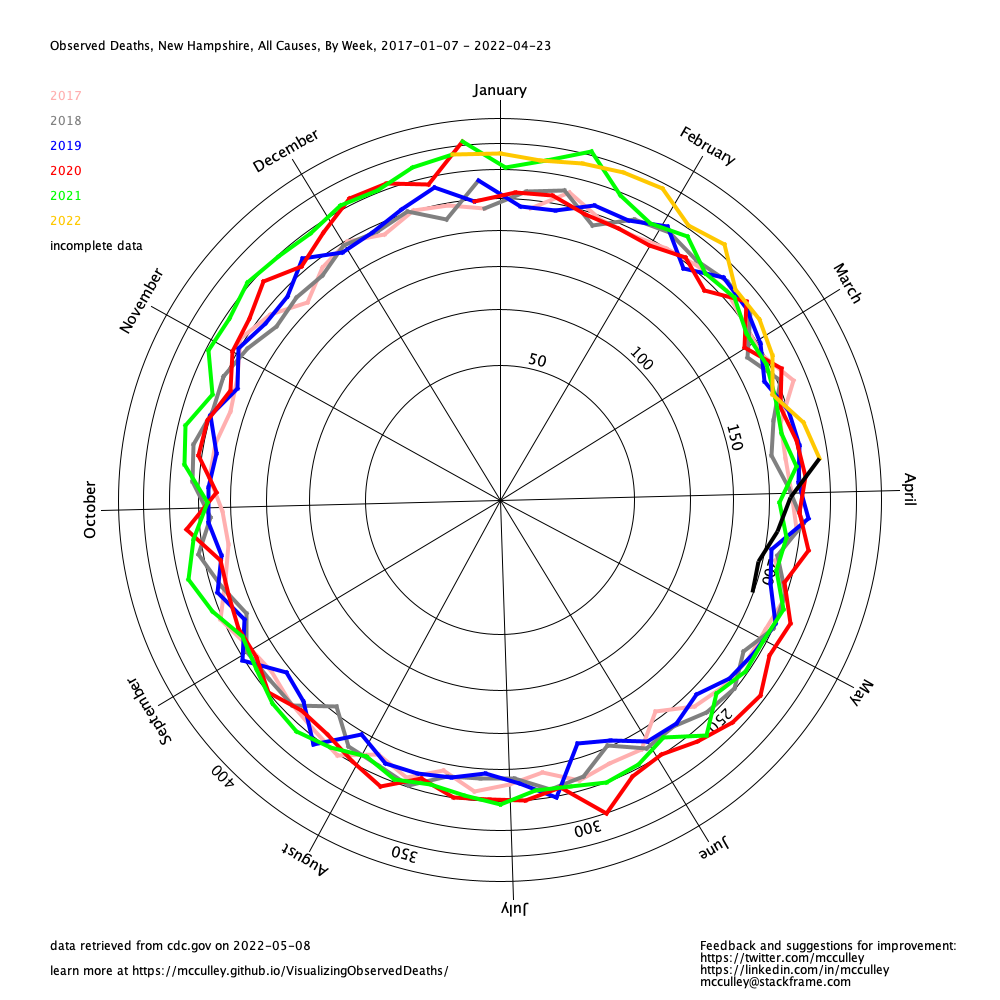 Observed Deaths, New Hampshire, All Causes, By Week, 2017-01-07 - 2022-04-23
January
2017
2018
2019
2020
2021
2022
incomplete data
December
February
November
March
50
100
150
October
April
200
September
May
250
400
300
350
August
June
July
data retrieved from cdc.gov on 2022-05-08
learn more at https://mcculley.github.io/VisualizingObservedDeaths/
Feedback and suggestions for improvement:
https://twitter.com/mcculley
https://linkedin.com/in/mcculley
mcculley@stackframe.com